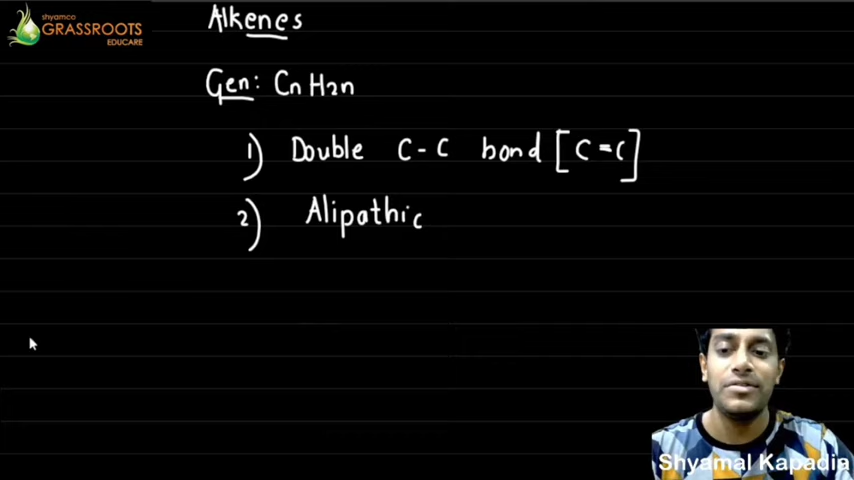 shyamco
GRASSROOTS
EDUCARE
Alkenes
Gen: CnH2n
1) Double C-C bond [C=C]
2) Alipathic
Shyamal Kapadia